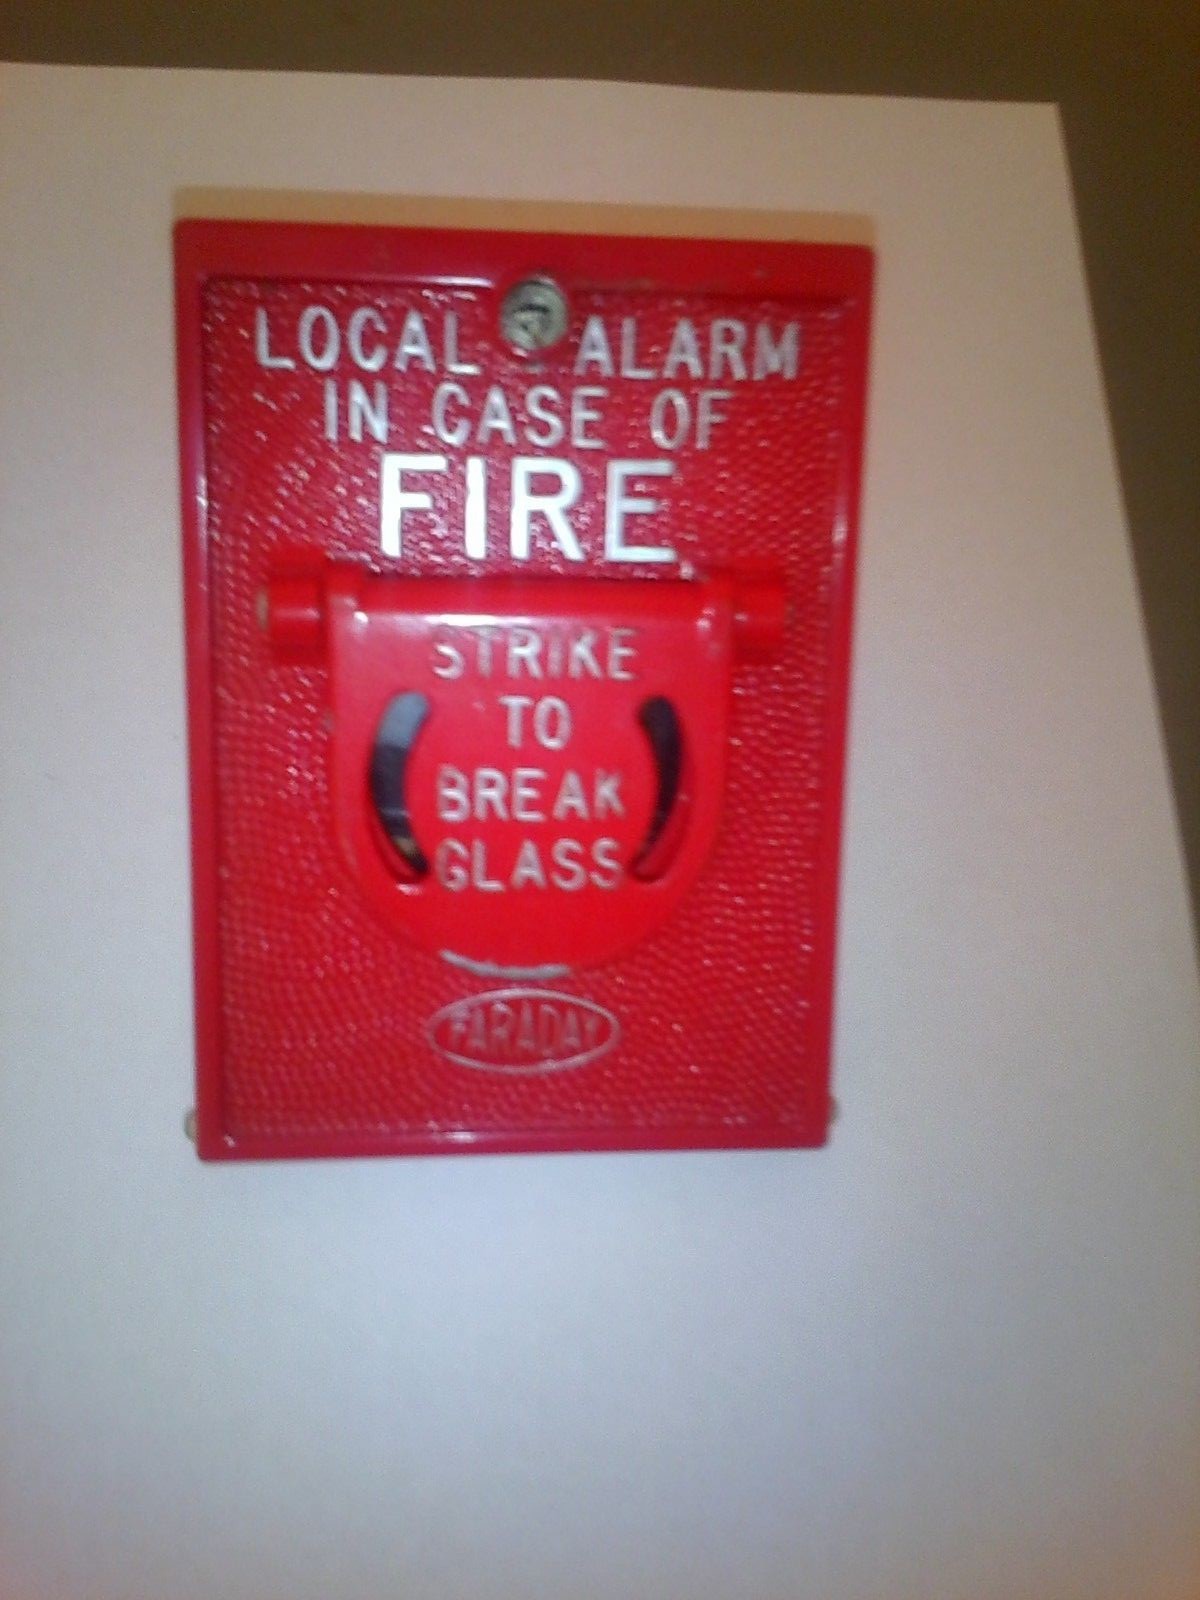 LOCAL ALARM
IN CASE OF
FIRE
STRIKE
TO
BREAK
GLASS
FARADAY